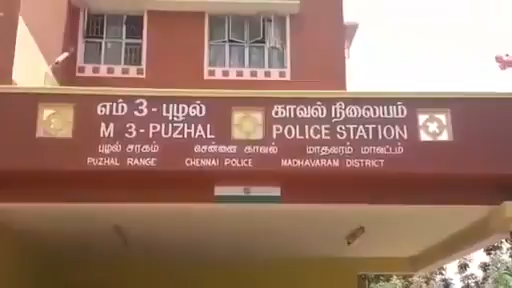 எம் 3 - புழல் காவல் நிலையம்
M 3-PUZHAL POLICE STATION
புழல் சரகம் சென்னை காவல் மாதவரம் மாவட்டம்
PUZHAL RANGE CHENNAI POLICE MADHAVARAM DISTRICT